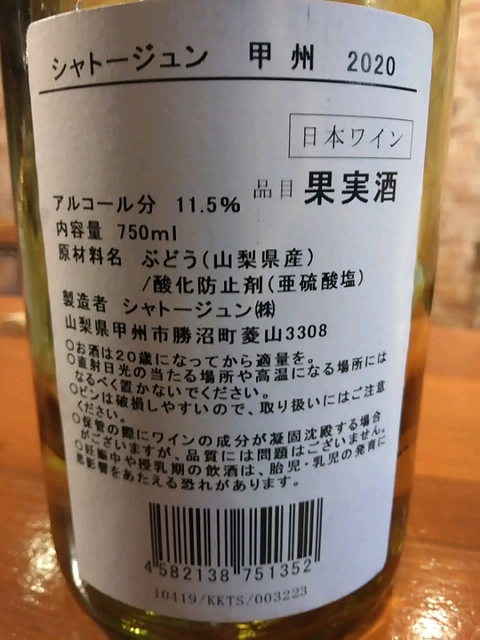 シャトージュン 甲州 2020
日本ワイン
品目 果実酒
アルコール分 11.5%
内容量 750ml
原材料名 ぶどう(山梨県産)
/酸化防止剤(亜硫酸塩)
製造者 シャトージュン㈱
山梨県甲州市勝沼町菱山3308
○お酒は20歳になってから適量を。
○直射日光の当たる場所や高温になる場所には
なるべく置かないでください。
○ビンは破損しやすいので、取り扱いにはご注意
ください。
○保管の際にワインの成分が凝固沈殿する場合
がございますが、品質には問題はございません。
○妊娠中や授乳期の飲酒は、胎児・乳児の発育に
悪影響をあたえる恐れがあります。
4 582138 751352
10419/KKTS/003223